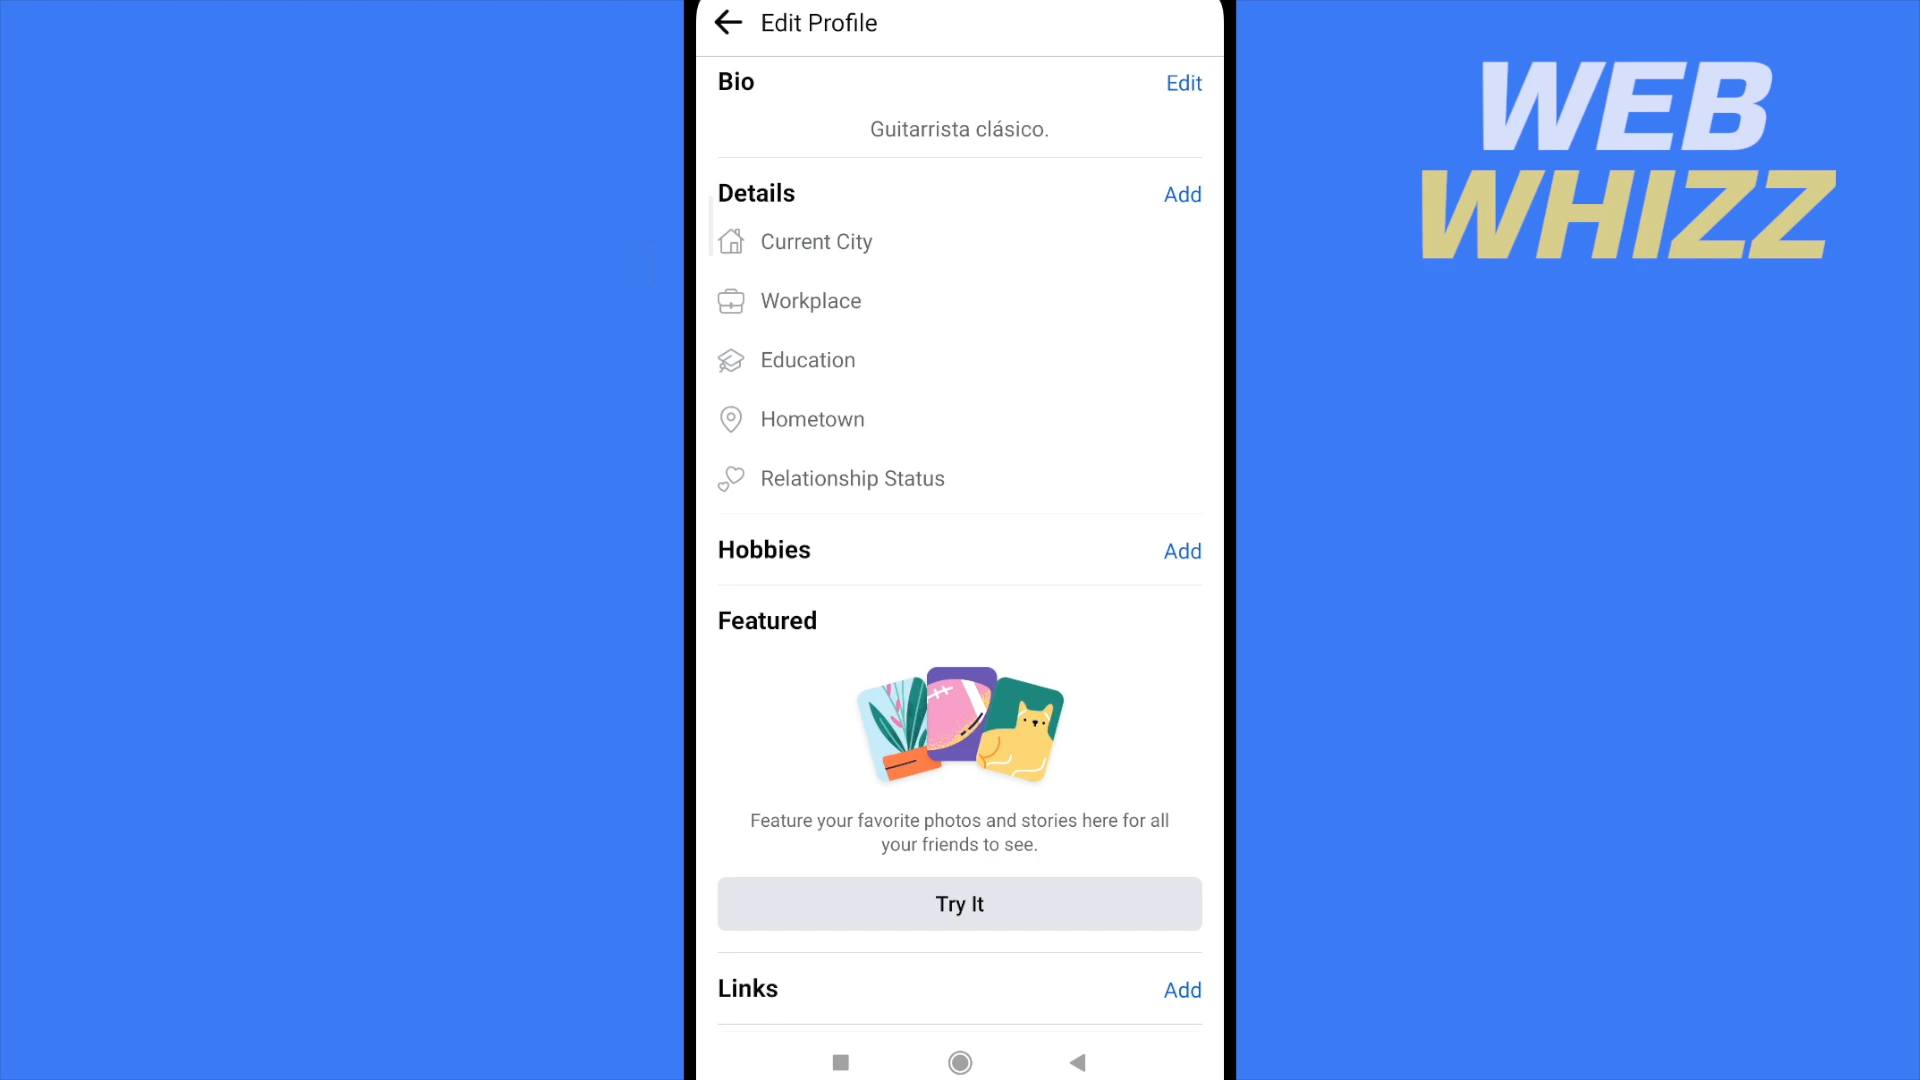 Edit Profile
WEB
WHIZZ
Bio
Edit
Guitarrista clásico.
Details
Add
Current City
Workplace
Education
Hometown
Relationship Status
Hobbies
Add
Featured
Feature your favorite photos and stories here for all
your friends to see.
Try It
Links
Add